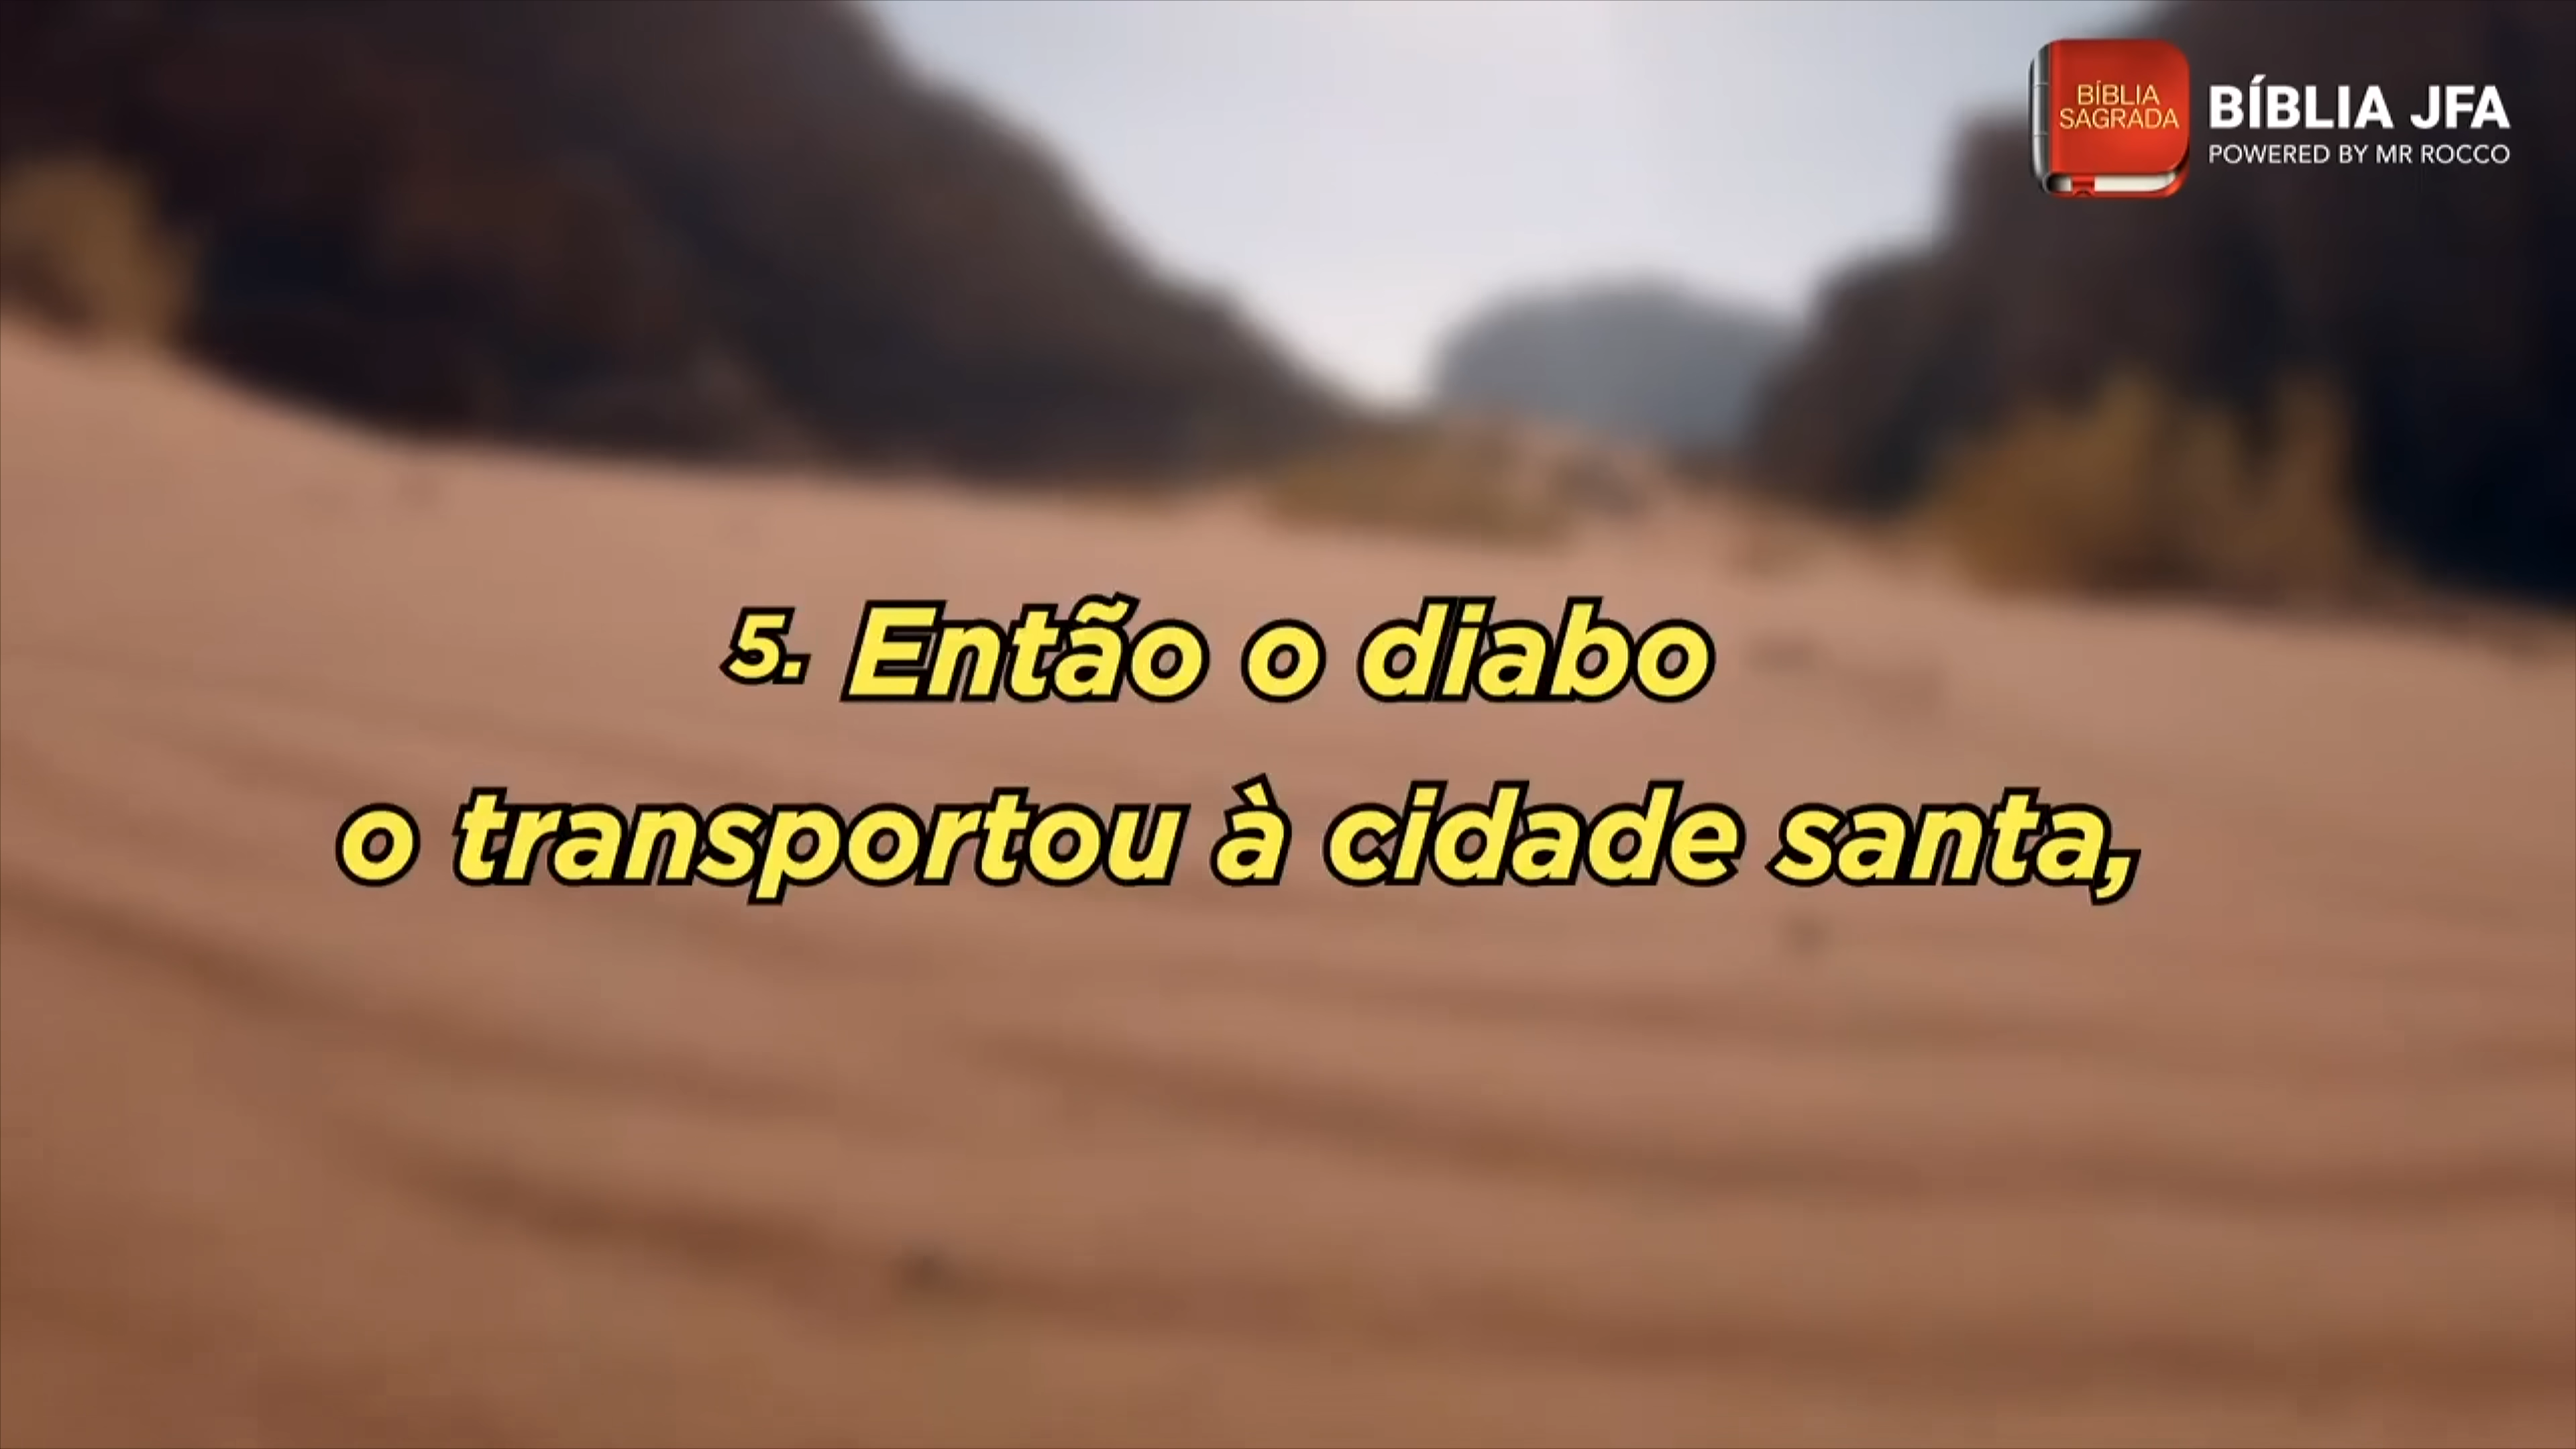 BÍBLIA
SAGRADA
BÍBLIA JFA
POWERED BY MR ROCCO
5. Então o diabo
o transportou à cidade santa,